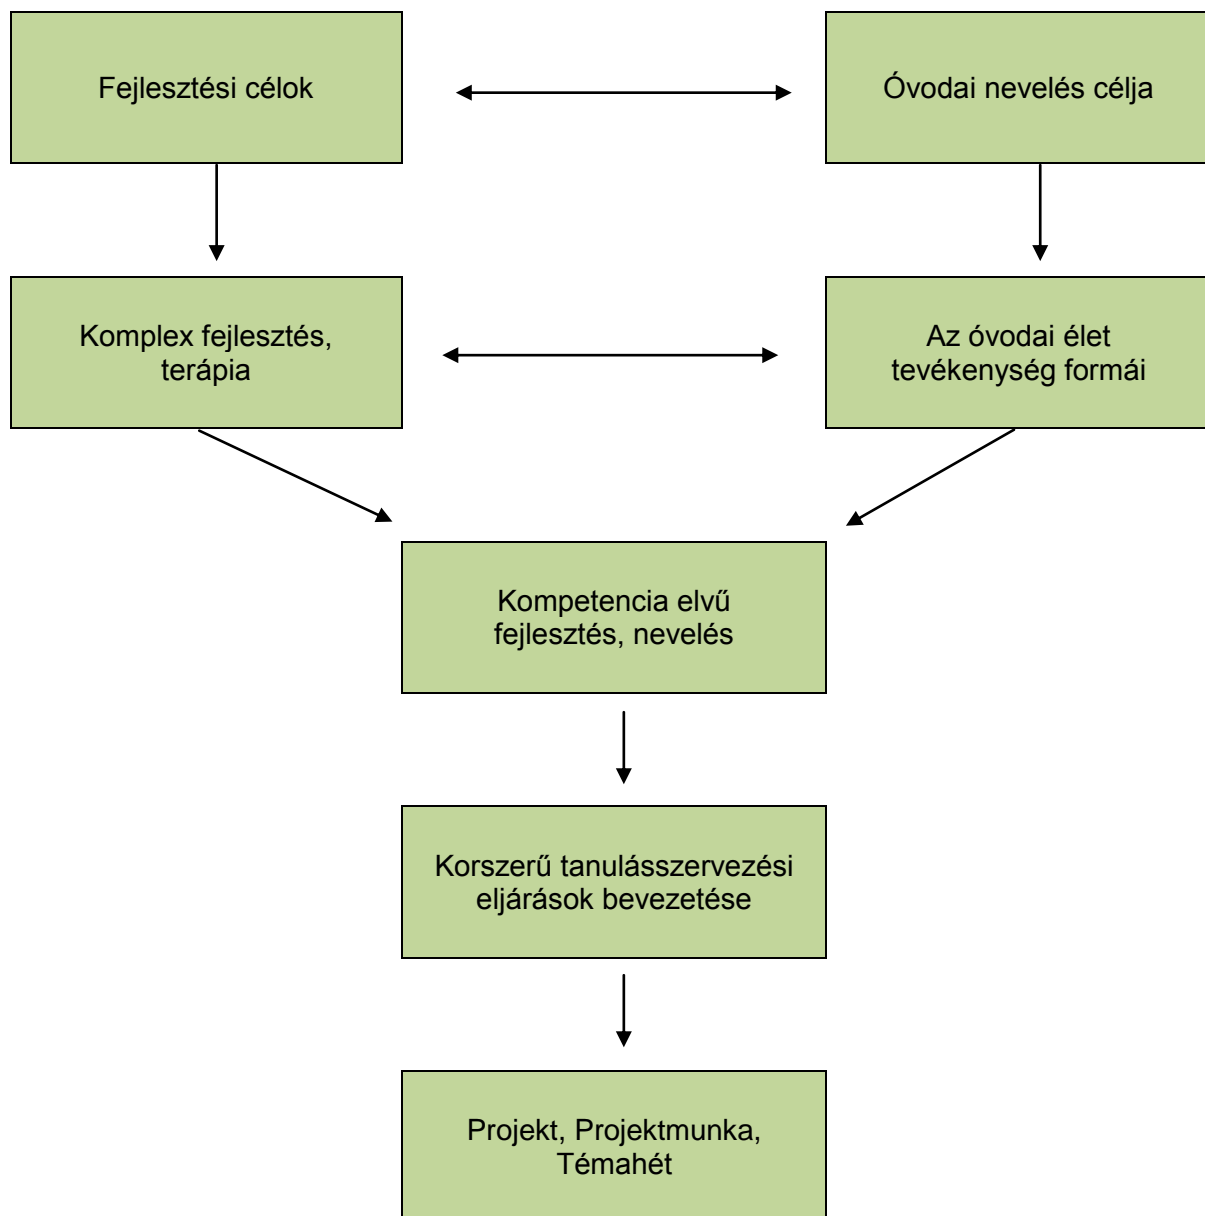 Fejlesztési célok
Óvodai nevelés célja
Komplex fejlesztés,
terápia
Az óvodai élet
tevékenység formái
Kompetencia elvű
fejlesztés, nevelés
Korszerű tanulásszervezési
eljárások bevezetése
Projekt, Projektmunka,
Témahét